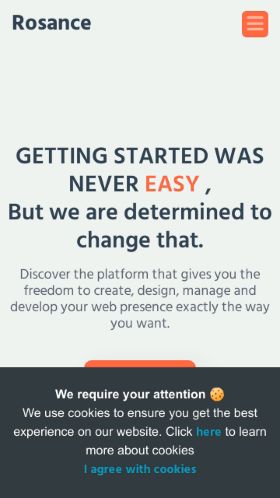 Rosance
GETTING STARTED WAS
NEVER EASY ,
But we are determined to
change that.
Discover the platform that gives you the
freedom to create, design, manage and
develop your web presence exactly the way
you want.
We require your attention 🍪
We use cookies to ensure you get the best
experience on our website. Click here to learn
more about cookies
I agree with cookies